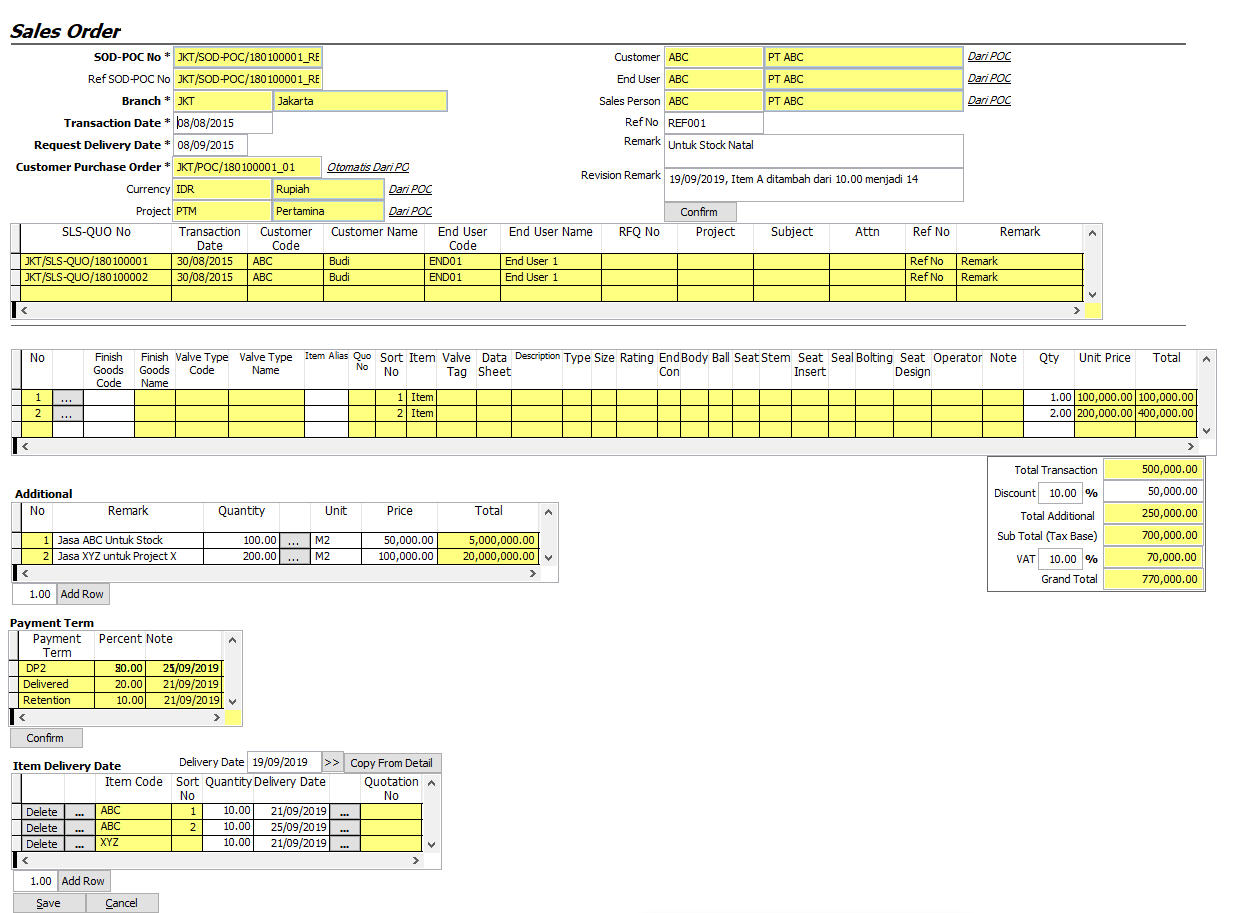 Sales Order
SOD-POC No * JKT/SOD-POC/180100001_RE
Customer ABC PT ABC Dari POC
Ref SOD-POC No JKT/SOD-POC/180100001_RE
End User ABC PT ABC Dari POC
Branch * JKT Jakarta
Sales Person ABC PT ABC Dari POC
Transaction Date * 08/08/2015
Ref No REF001
Request Delivery Date * 08/09/2015
Remark Untuk Stock Natal
Customer Purchase Order * JKT/POC/180100001_01 Otomatis Dari PO
Revision Remark 19/09/2019, Item A ditambah dari 10.00 menjadi 14
Currency IDR Rupiah Dari POC
Project PTM Pertamina Dari POC
Confirm
SLS-QUO No Transaction Date Customer Code Customer Name End User Code End User Name RFQ No Project Subject Attn Ref No Remark
JKT/SLS-QUO/180100001 30/08/2015 ABC Budi END01 End User 1 Ref No Remark
JKT/SLS-QUO/180100002 30/08/2015 ABC Budi END01 End User 1 Ref No Remark
No Finish Goods Code Finish Goods Name Valve Type Code Valve Type Name Item Alias Quo No Sort No Item Valve Tag Data Sheet Description Type Size Rating End Con Body Ball Seat Stem Seat Insert Seal Bolting Seat Design Operator Note Qty Unit Price Total
1 ... 1 Item 1.00 100,000.00 100,000.00
2 ... 2 Item 2.00 200,000.00 400,000.00
Total Transaction 500,000.00
Discount 10.00 % 50,000.00
Total Additional 250,000.00
Sub Total (Tax Base) 700,000.00
VAT 10.00 % 70,000.00
Grand Total 770,000.00
Additional
No Remark Quantity Unit Price Total
1 Jasa ABC Untuk Stock 100.00 ... M2 50,000.00 5,000,000.00
2 Jasa XYZ untuk Project X 200.00 ... M2 100,000.00 20,000,000.00
1.00 Add Row
Payment Term
Payment Term Percent Note
DP2
Delivered 20.00 21/09/2019
Retention 10.00 21/09/2019
Confirm
Item Delivery Date
Delivery Date 19/09/2019 >> Copy From Detail
Item Code Sort No Quantity Delivery Date Quotation No
Delete ... ABC 1 10.00 21/09/2019 ...
Delete ... ABC 2 10.00 25/09/2019 ...
Delete ... XYZ 10.00 21/09/2019 ...
1.00 Add Row
Save Cancel